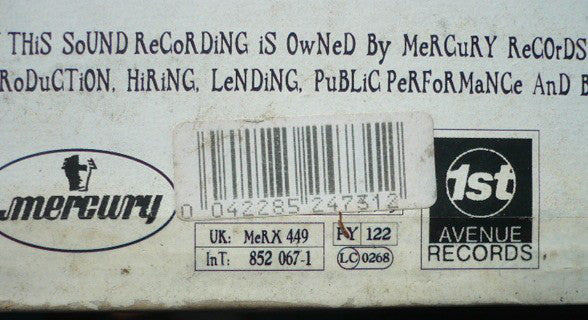 THiS SoUND ReCoRDiNG iS OwNeD By MeRCuRY ReCOrDS
RoDuCTiON, HiRiNG, LeNDiNG, PuBLiC PeRFoRMaNCe AnD B
mercury
0 042285 247312
1st
AVENUE
RECORDS
UK: MeRX 449
InT: 852 067-1
PY 122
LC 0268